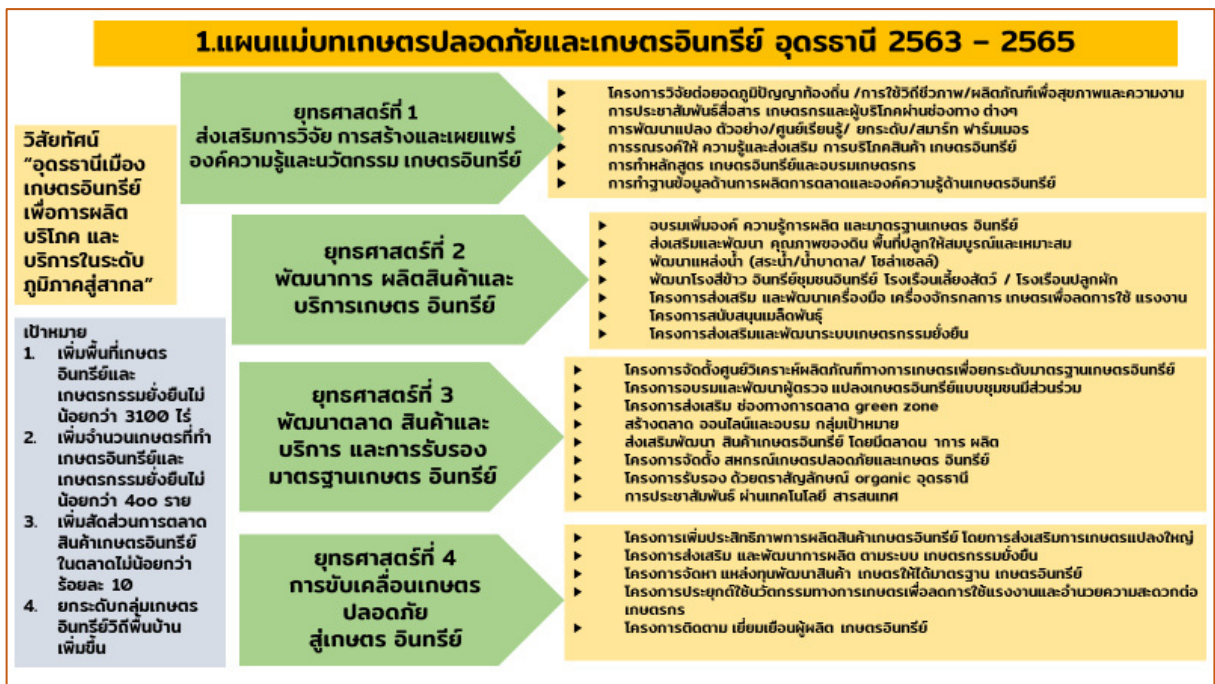 1.แผนแม่บทเกษตรปลอดภัยและเกษตรอินทรีย์ อุดรธานี 2563 – 2565
วิสัยทัศน์
“อุดรธานีเมือง
เกษตรอินทรีย์
เพื่อการผลิต
บริโภค และ
บริการในระดับ
ภูมิภาคสู่สากล”
เป้าหมาย
1. เพิ่มพื้นที่เกษตร
อินทรีย์และ
เกษตรกรรมยั่งยืนไม่
น้อยกว่า 3100 ไร่
2. เพิ่มจำนวนเกษตรที่ทำ
เกษตรอินทรีย์และ
เกษตรกรรมยั่งยืนไม่
น้อยกว่า 4oo ราย
3. เพิ่มสัดส่วนการตลาด
สินค้าเกษตรอินทรีย์
ในตลาดไม่น้อยกว่า
ร้อยละ 10
4. ยกระดับกลุ่มเกษตร
อินทรีย์วิถีพื้นบ้าน
เพิ่มขึ้น
ยุทธศาสตร์ที่ 1
ส่งเสริมการวิจัย การสร้างและเผยแพร่
องค์ความรู้และนวัตกรรม เกษตรอินทรีย์
▶ โครงการวิจัยต่อยอดภูมิปัญญาท้องถิ่น /การใช้วิถีชีวภาพ/ผลิตภัณฑ์เพื่อสุขภาพและความงาม
▶ การประชาสัมพันธ์สื่อสาร เกษตรกรและผู้บริโภคผ่านช่องทาง ต่างๆ
▶ การพัฒนาแปลง ตัวอย่าง/ศูนย์เรียนรู้/ ยกระดับ/สมาร์ท ฟาร์มเมอร
▶ การรณรงค์ให้ ความรู้และส่งเสริม การบริโภคสินค้า เกษตรอินทรีย์
▶ การทำหลักสูตร เกษตรอินทรีย์และอบรมเกษตรกร
▶ การทำฐานข้อมูลด้านการผลิตการตลาดและองค์ความรู้ด้านเกษตรอินทรีย์
ยุทธศาสตร์ที่ 2
พัฒนาการ ผลิตสินค้าและ
บริการเกษตร อินทรีย์
▶ อบรมเพิ่มองค์ ความรู้การผลิต และมาตรฐานเกษตร อินทรีย์
▶ ส่งเสริมและพัฒนา คุณภาพของดิน พื้นที่ปลูกให้สมบูรณ์และเหมาะสม
▶ พัฒนาแหล่งน้ำ (สระน้ำ/น้ำบาดาล/ โซล่าเซลล์)
▶ พัฒนาโรงสีข้าว อินทรีย์ชุมชนอินทรีย์ โรงเรือนเลี้ยงสัตว์ / โรงเรือนปลูกผัก
▶ โครงการส่งเสริม และพัฒนาเครื่องมือ เครื่องจักรกลการ เกษตรเพื่อลดการใช้ แรงงาน
▶ โครงการสนับสนุนเมล็ดพันธุ์
▶ โครงการส่งเสริมและพัฒนาระบบเกษตรกรรมยั่งยืน
ยุทธศาสตร์ที่ 3
พัฒนาตลาด สินค้าและ
บริการ และการรับรอง
มาตรฐานเกษตร อินทรีย์
▶ โครงการจัดตั้งศูนย์วิเคราะห์ผลิตภัณฑ์ทางการเกษตรเพื่อยกระดับมาตรฐานเกษตรอินทรีย์
▶ โครงการอบรมและพัฒนาผู้ตรวจ แปลงเกษตรอินทรีย์แบบชุมชนมีส่วนร่วม
▶ โครงการส่งเสริม ช่องทางการตลาด green zone
▶ สร้างตลาด ออนไลน์และอบรม กลุ่มเป้าหมาย
▶ ส่งเสริมพัฒนา สินค้าเกษตรอินทรีย์ โดยมีตลาดน าการ ผลิต
▶ โครงการจัดตั้ง สหกรณ์เกษตรปลอดภัยและเกษตร อินทรีย์
▶ โครงการรับรอง ด้วยตราสัญลักษณ์ organic อุดรธานี
▶ การประชาสัมพันธ์ ผ่านเทคโนโลยี สารสนเทศ
ยุทธศาสตร์ที่ 4
การขับเคลื่อนเกษตร
ปลอดภัย
สู่เกษตร อินทรีย์
▶ โครงการเพิ่มประสิทธิภาพการผลิตสินค้าเกษตรอินทรีย์ โดยการส่งเสริมการเกษตรแปลงใหญ่
▶ โครงการส่งเสริม และพัฒนาการผลิต ตามระบบ เกษตรกรรมยั่งยืน
▶ โครงการจัดหา แหล่งทุนพัฒนาสินค้า เกษตรให้ได้มาตรฐาน เกษตรอินทรีย์
▶ โครงการประยุกต์ใช้นวัตกรรมทางการเกษตรเพื่อลดการใช้แรงงานและอำนวยความสะดวกต่อ
เกษตรกร
▶ โครงการติดตาม เยี่ยมเยือนผู้ผลิต เกษตรอินทรีย์